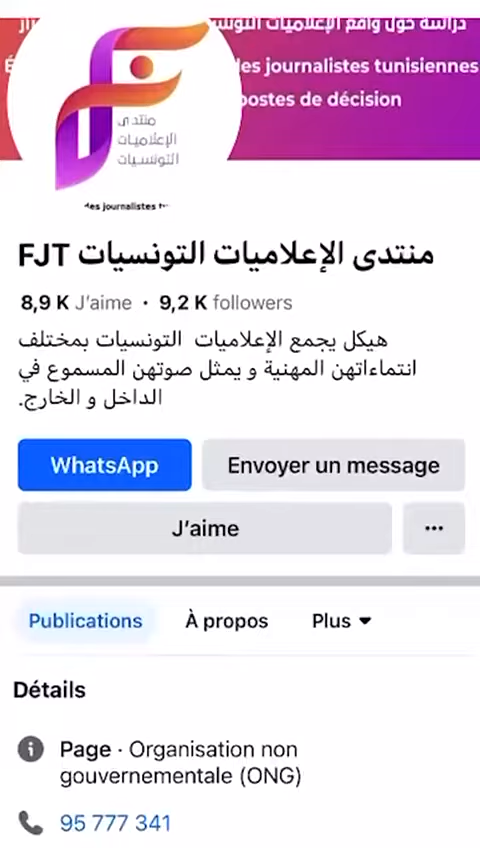 دراسة حول واقع الإعلاميات
des journalistes tunisiennes
postes de décision
منتدى
الإعلاميات
التونسيات
des journalistes
منتدى الإعلاميات التونسيات FJT
8,9 K J’aime · 9,2 K followers
هيكل يجمع الإعلاميات التونسيات بمختلف
انتماءاتهن المهنية و يمثل صوتهن المسموع في
الداخل و الخارج.
WhatsApp
Envoyer un message
J’aime
...
Publications
À propos
Plus
Détails
Page · Organisation non
gouvernementale (ONG)
95 777 341